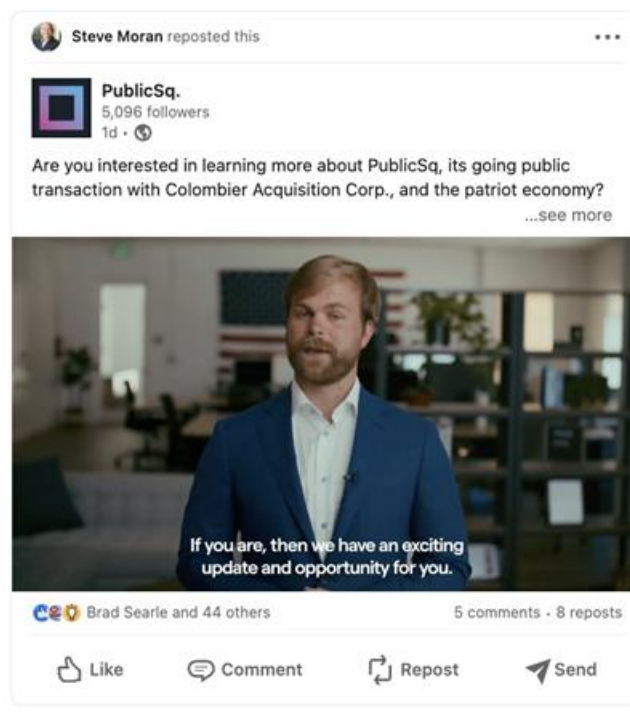 Steve Moran reposted this
PublicSq.
5,096 followers
1d •
Are you interested in learning more about PublicSq, its going public
transaction with Colombier Acquisition Corp., and the patriot economy?
...see more
If you are, then we have an exciting
update and opportunity for you.
Brad Searle and 44 others
5 comments • 8 reposts
Like
Comment
Repost
Send